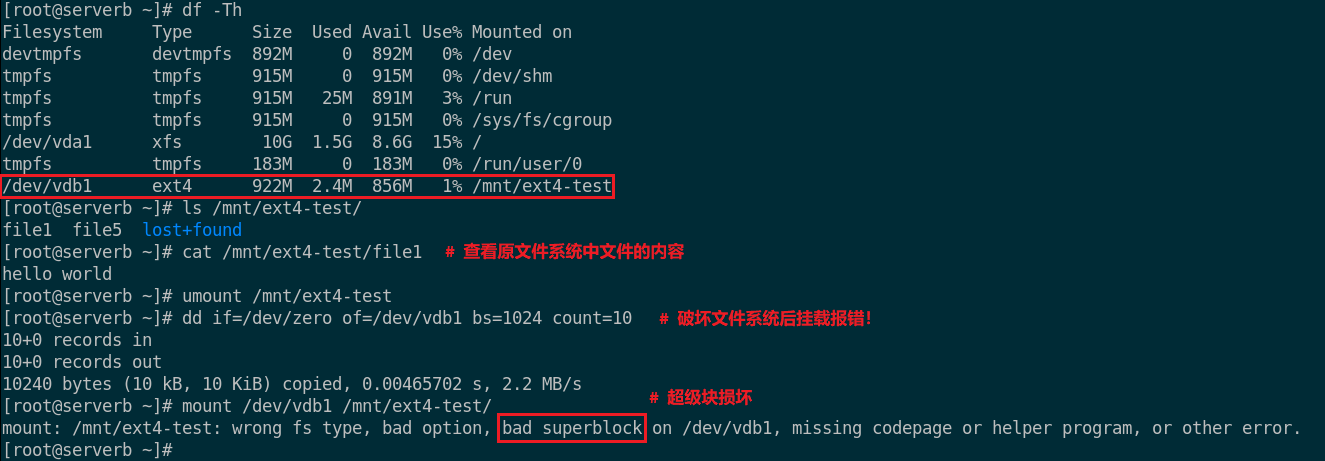 [root@serverb ~]# df -Th
Filesystem     Type      Size  Used Avail Use% Mounted on
devtmpfs       devtmpfs  892M     0  892M   0% /dev
tmpfs          tmpfs     915M     0  915M   0% /dev/shm
tmpfs          tmpfs     915M   25M  891M   3% /run
tmpfs          tmpfs     915M     0  915M   0% /sys/fs/cgroup
/dev/vda1      xfs        10G  1.5G  8.6G  15% /
tmpfs          tmpfs     183M     0  183M   0% /run/user/0
/dev/vdb1      ext4      922M  2.4M  856M   1% /mnt/ext4-test
[root@serverb ~]# ls /mnt/ext4-test/
file1  file5  lost+found
[root@serverb ~]# cat /mnt/ext4-test/file1  # 查看原文件系统中文件的内容
hello world
[root@serverb ~]# umount /mnt/ext4-test
[root@serverb ~]# dd if=/dev/zero of=/dev/vdb1 bs=1024 count=10  # 破坏文件系统后挂载报错！
10+0 records in
10+0 records out
10240 bytes (10 kB, 10 KiB) copied, 0.00465702 s, 2.2 MB/s
[root@serverb ~]# mount /dev/vdb1 /mnt/ext4-test/  # 超级块损坏
mount: /mnt/ext4-test: wrong fs type, bad option, bad superblock on /dev/vdb1, missing codepage or helper program, or other error.
[root@serverb ~]#